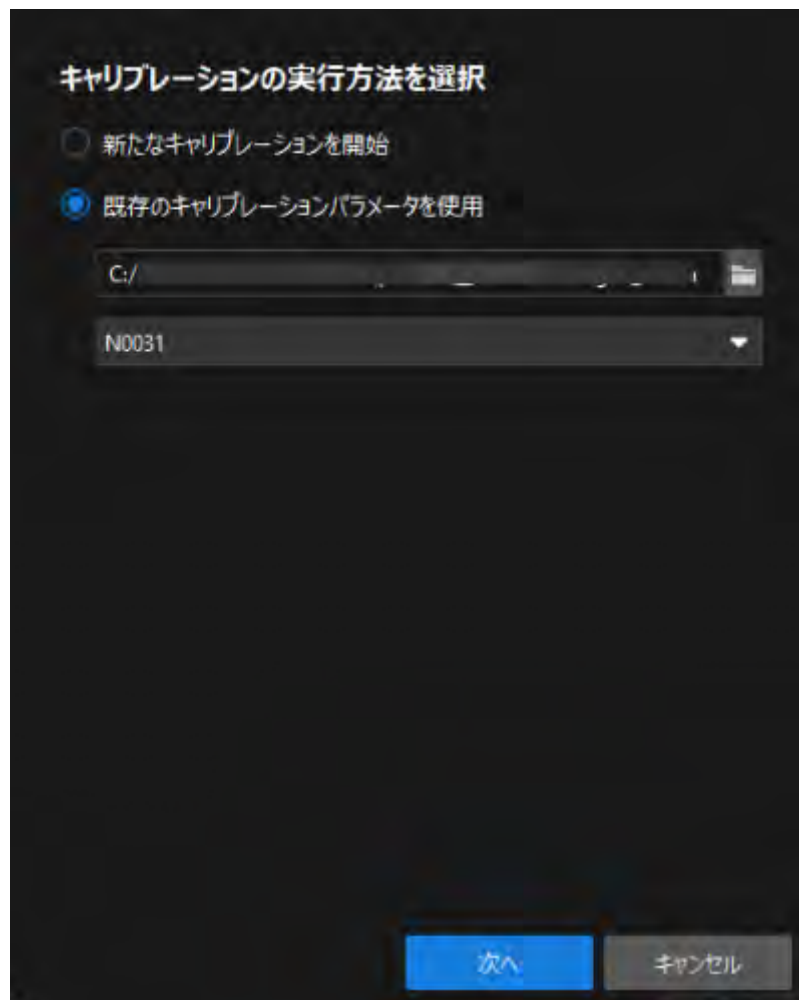 キャリブレーションの実行方法を選択
新たなキャリブレーションを開始
既存のキャリブレーションパラメータを使用
C:/
N0031
次へ
キャンセル